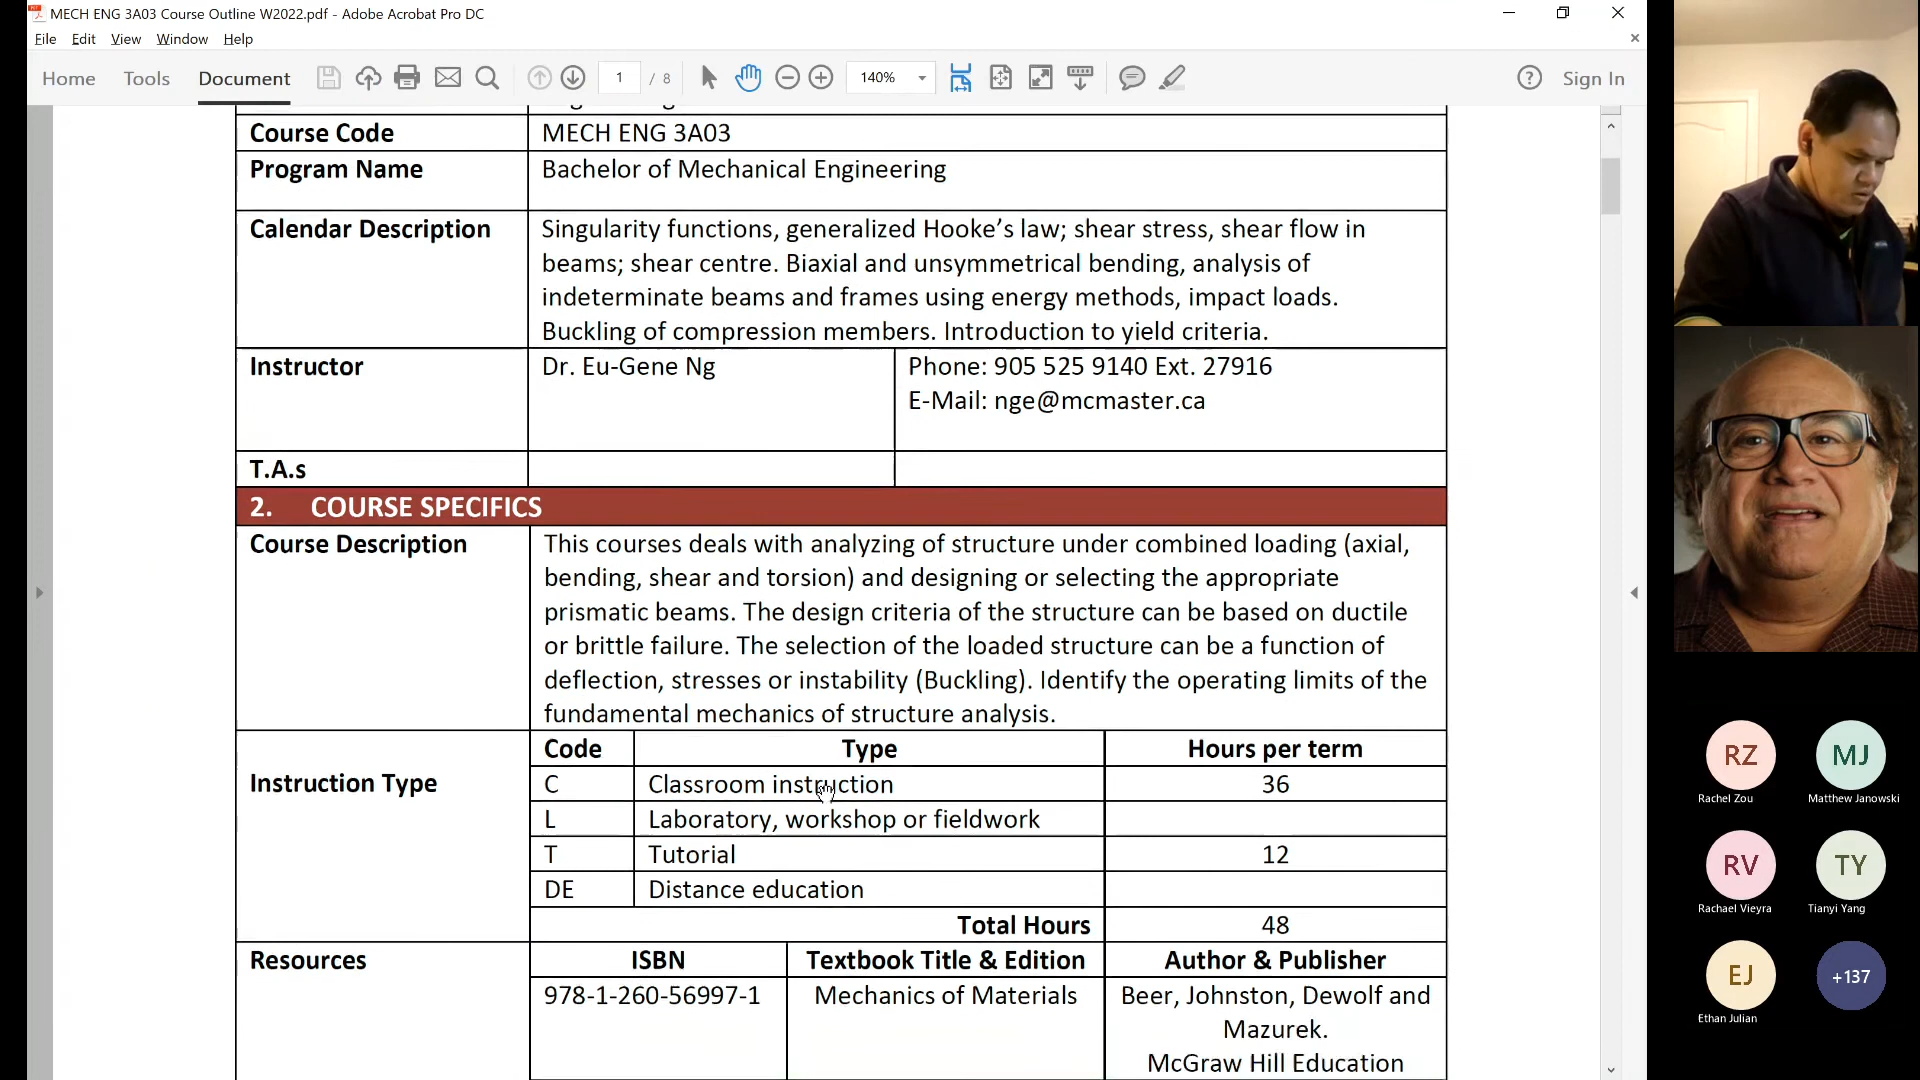 MECH ENG 3A03 Course Outline W2022.pdf - Adobe Acrobat Pro DC
File Edit View Window Help
Home Tools Document 1 / 8 140% Sign In
Course Code MECH ENG 3A03
Program Name Bachelor of Mechanical Engineering
Calendar Description Singularity functions, generalized Hooke’s law; shear stress, shear flow in
beams; shear centre. Biaxial and unsymmetrical bending, analysis of
indeterminate beams and frames using energy methods, impact loads.
Buckling of compression members. Introduction to yield criteria.
Instructor Dr. Eu-Gene Ng Phone: 905 525 9140 Ext. 27916
E-Mail: nge@mcmaster.ca
T.A.s
2. COURSE SPECIFICS
Course Description This courses deals with analyzing of structure under combined loading (axial,
bending, shear and torsion) and designing or selecting the appropriate
prismatic beams. The design criteria of the structure can be based on ductile
or brittle failure. The selection of the loaded structure can be a function of
deflection, stresses or instability (Buckling). Identify the operating limits of the
fundamental mechanics of structure analysis.
Code Type Hours per term
Instruction Type C Classroom instruction 36
L Laboratory, workshop or fieldwork
T Tutorial 12
DE Distance education
Total Hours 48
Resources ISBN Textbook Title & Edition Author & Publisher
978-1-260-56997-1 Mechanics of Materials Beer, Johnston, Dewolf and
Mazurek.
McGraw Hill Education
RZ MJ
Rachel Zou Matthew Janowski
RV TY
Rachael Vieyra Tianyi Yang
EJ +137
Ethan Julian